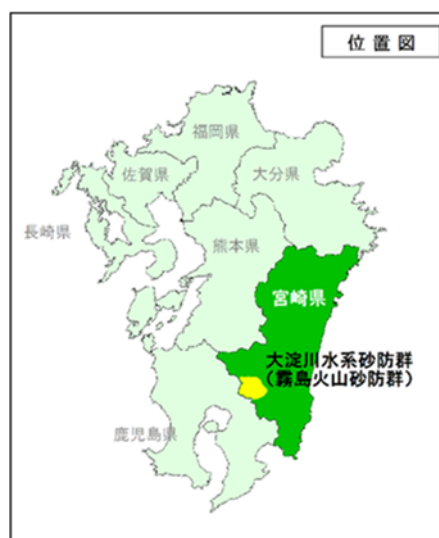 位置図
福岡県
佐賀県
大分県
長崎県
熊本県
宮崎県
大淀川水系砂防群
(霧島火山砂防群)
鹿児島県